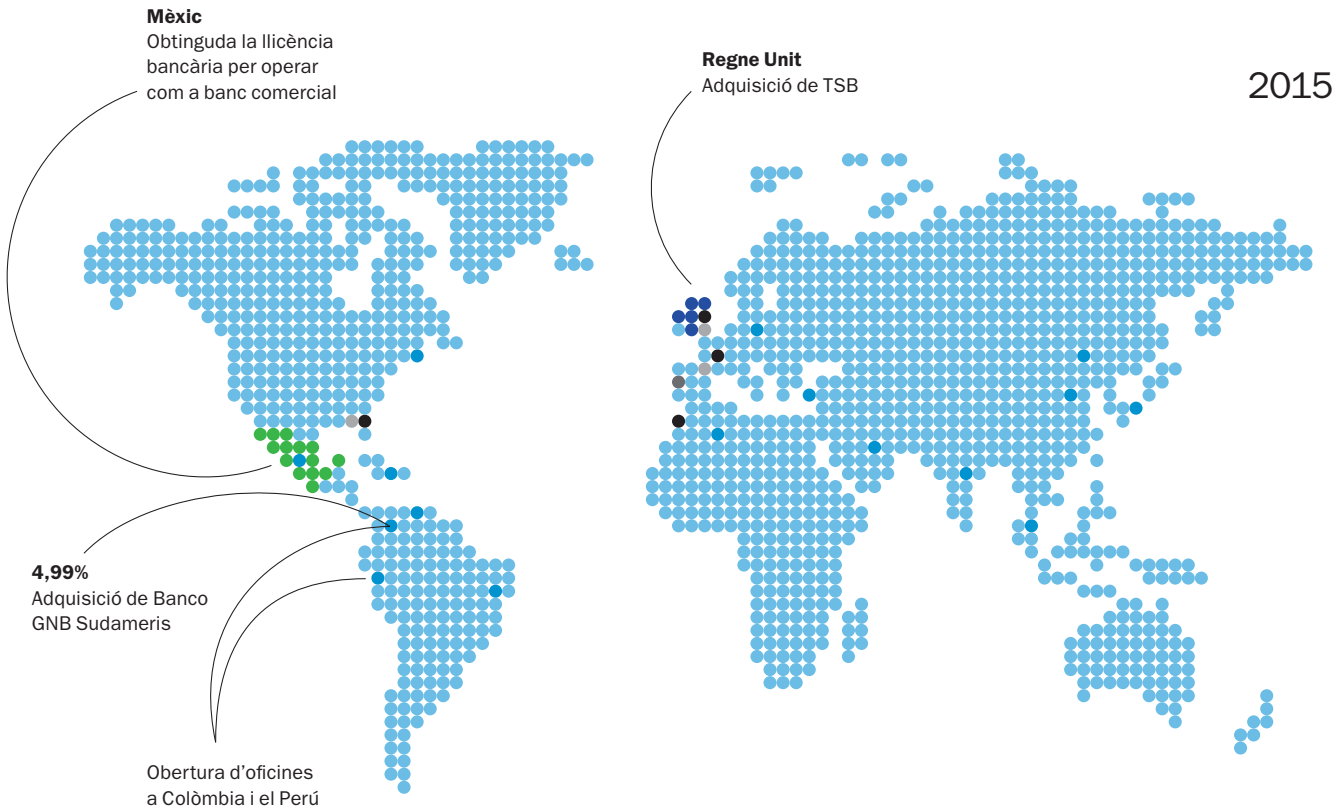 Mèxic
Obtinguda la llicència
bancària per operar
com a banc comercial
Regne Unit
Adquisició de TSB
2015
4,99%
Adquisició de Banco
GNB Sudameris
Obertura d’oficines
a Colòmbia i el Perú